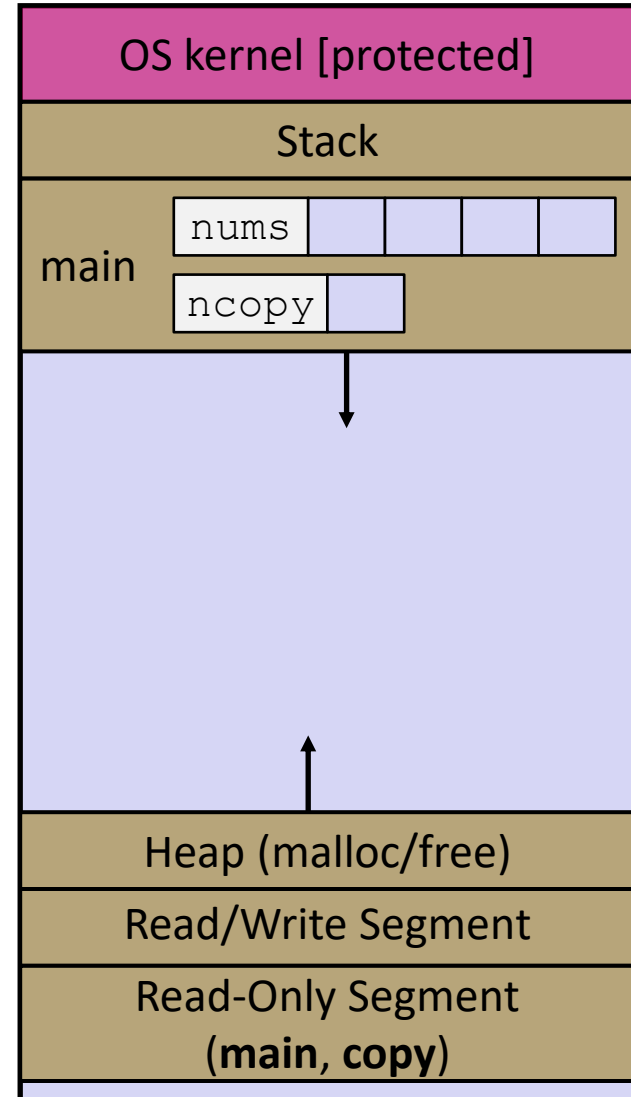 OS kernel [protected]
Stack
main
nums
ncopy
Heap (malloc/free)
Read/Write Segment
Read-Only Segment
(main, copy)